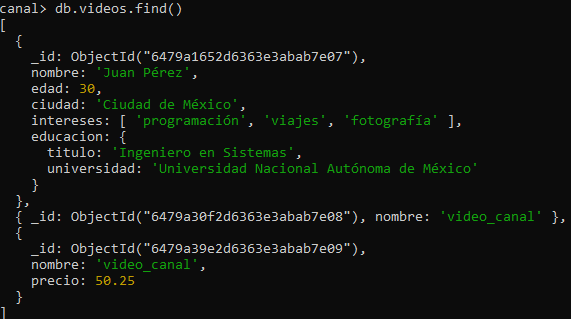 canal> db.videos.find()
[
  {
    _id: ObjectId("6479a1652d6363e3abab7e07"),
    nombre: 'Juan Pérez',
    edad: 30,
    ciudad: 'Ciudad de México',
    intereses: [ 'programación', 'viajes', 'fotografía' ],
    educacion: {
      titulo: 'Ingeniero en Sistemas',
      universidad: 'Universidad Nacional Autónoma de México'
    }
  },
  { _id: ObjectId("6479a30f2d6363e3abab7e08"), nombre: 'video_canal' },
  {
    _id: ObjectId("6479a39e2d6363e3abab7e09"),
    nombre: 'video_canal',
    precio: 50.25
  }
]